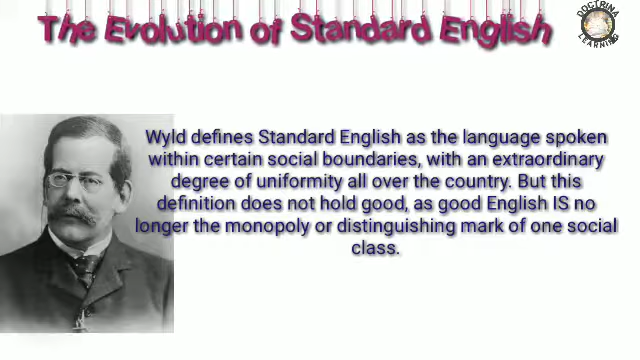 The Evolution of Standard English
DOCTRINA
LEARNING
Wyld defines Standard English as the language spoken
within certain social boundaries, with an extraordinary
degree of uniformity all over the country. But this
definition does not hold good, as good English IS no
longer the monopoly or distinguishing mark of one social
class.